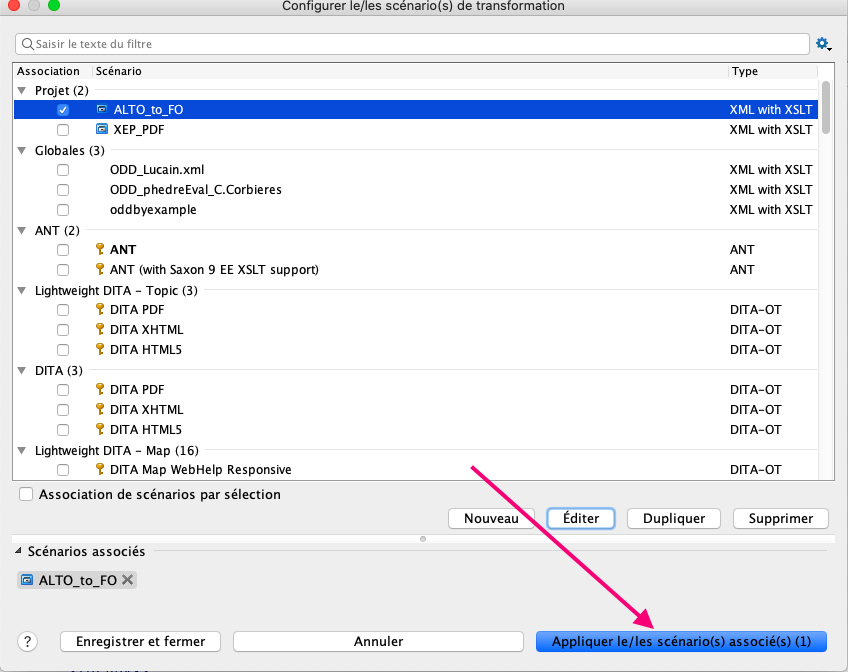 Configurer le/les scénario(s) de transformation
Saisir le texte du filtre
Association Scénario Type
Projet (2)
ALTO_to_FO XML with XSLT
XEP_PDF XML with XSLT
Globales (3)
ODD_Lucain.xml XML with XSLT
ODD_phedreEval_C.Corbieres XML with XSLT
oddbyexample XML with XSLT
ANT (2)
ANT ANT
ANT (with Saxon 9 EE XSLT support) ANT
Lightweight DITA - Topic (3)
DITA PDF DITA-OT
DITA XHTML DITA-OT
DITA HTML5 DITA-OT
DITA (3)
DITA PDF DITA-OT
DITA XHTML DITA-OT
DITA HTML5 DITA-OT
Lightweight DITA - Map (16)
DITA Map WebHelp Responsive DITA-OT
Association de scénarios par sélection
Nouveau Éditer Dupliquer Supprimer
Scénarios associés
ALTO_to_FO
? Enregistrer et fermer Annuler Appliquer le/les scénario(s) associé(s) (1)